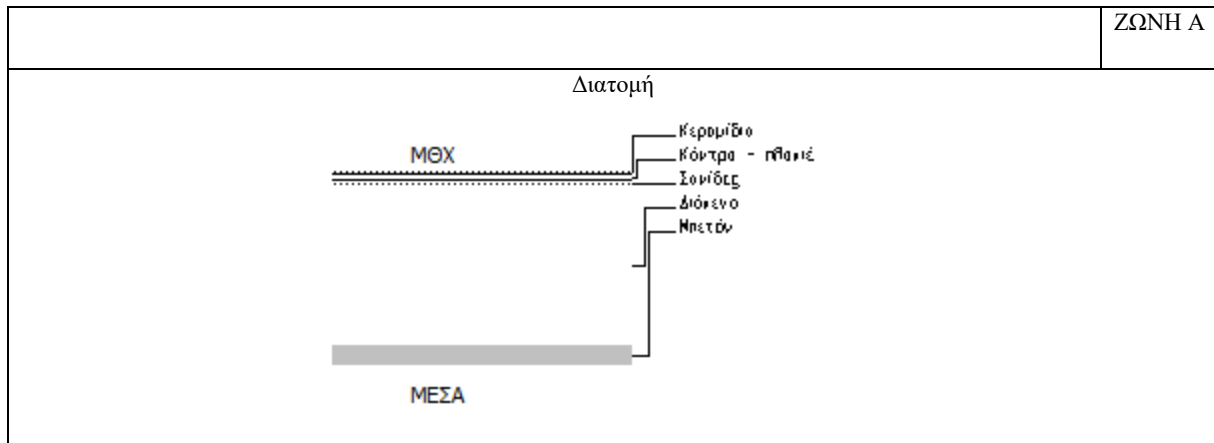 ΖΩΝΗ Α
Διατομή
ΜΘΧ
Κεραμίδια
Κόντρα - πλακέ
Σανίδες
Διάκενο
Μπετόν
ΜΕΣΑ